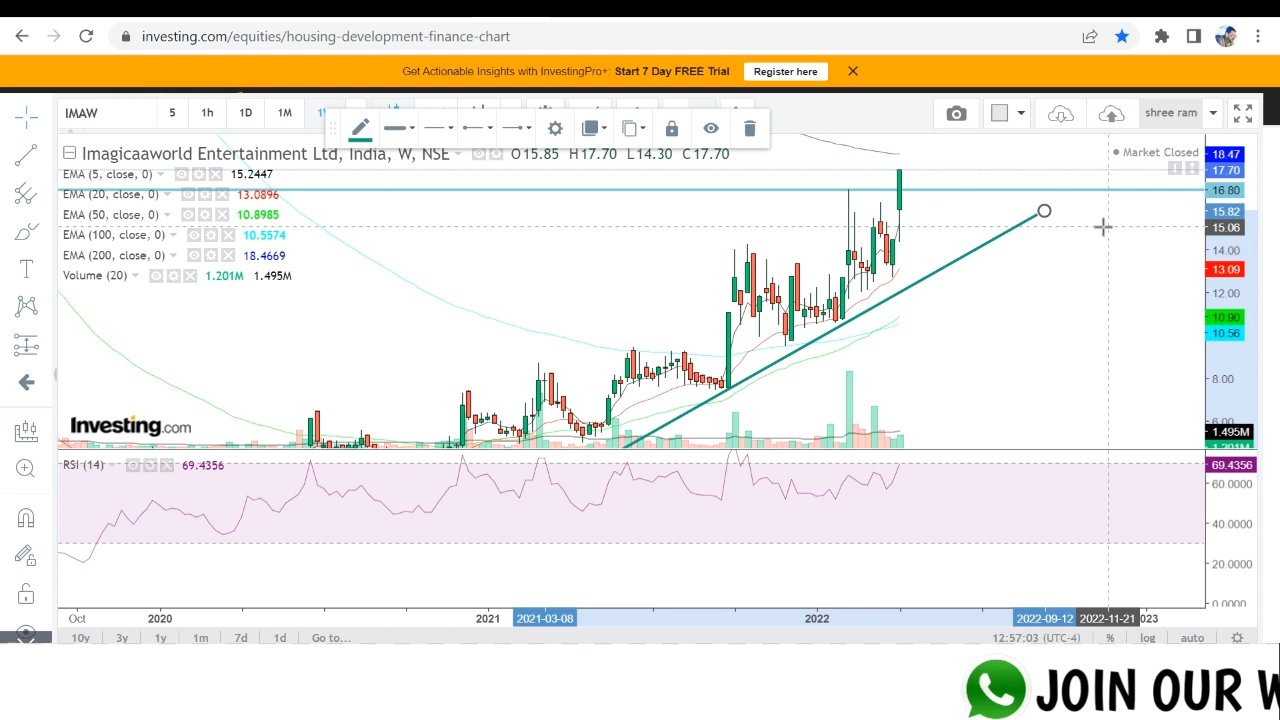 investing.com/equities/housing-development-finance-chart
Get Actionable Insights with InvestingPro+: Start 7 Day FREE Trial Register here
IMAW 5 1h 1D 1M shree ram
Imagicaaworld Entertainment Ltd, India, W, NSE O15.85 H17.70 L14.30 C17.70
Market Closed
EMA (5, close, 0) 15.2447
EMA (20, close, 0) 13.0896
EMA (50, close, 0) 10.8985
EMA (100, close, 0) 10.5574
EMA (200, close, 0) 18.4669
Volume (20) 1.201M 1.495M
18.47
17.70
16.80
15.82
15.06
14.00
13.09
12.00
10.90
10.56
8.00
6.00
1.495M
1.201M
Investing.com
RSI (14) 69.4356
69.4356
60.0000
40.0000
20.0000
0.0000
Oct 2020 2021 2021-03-08 2022 2022-09-12 2022-11-21 023
10y 3y 1y 1m 7d 1d Go to... 12:57:03 (UTC-4) % log auto
JOIN OUR W